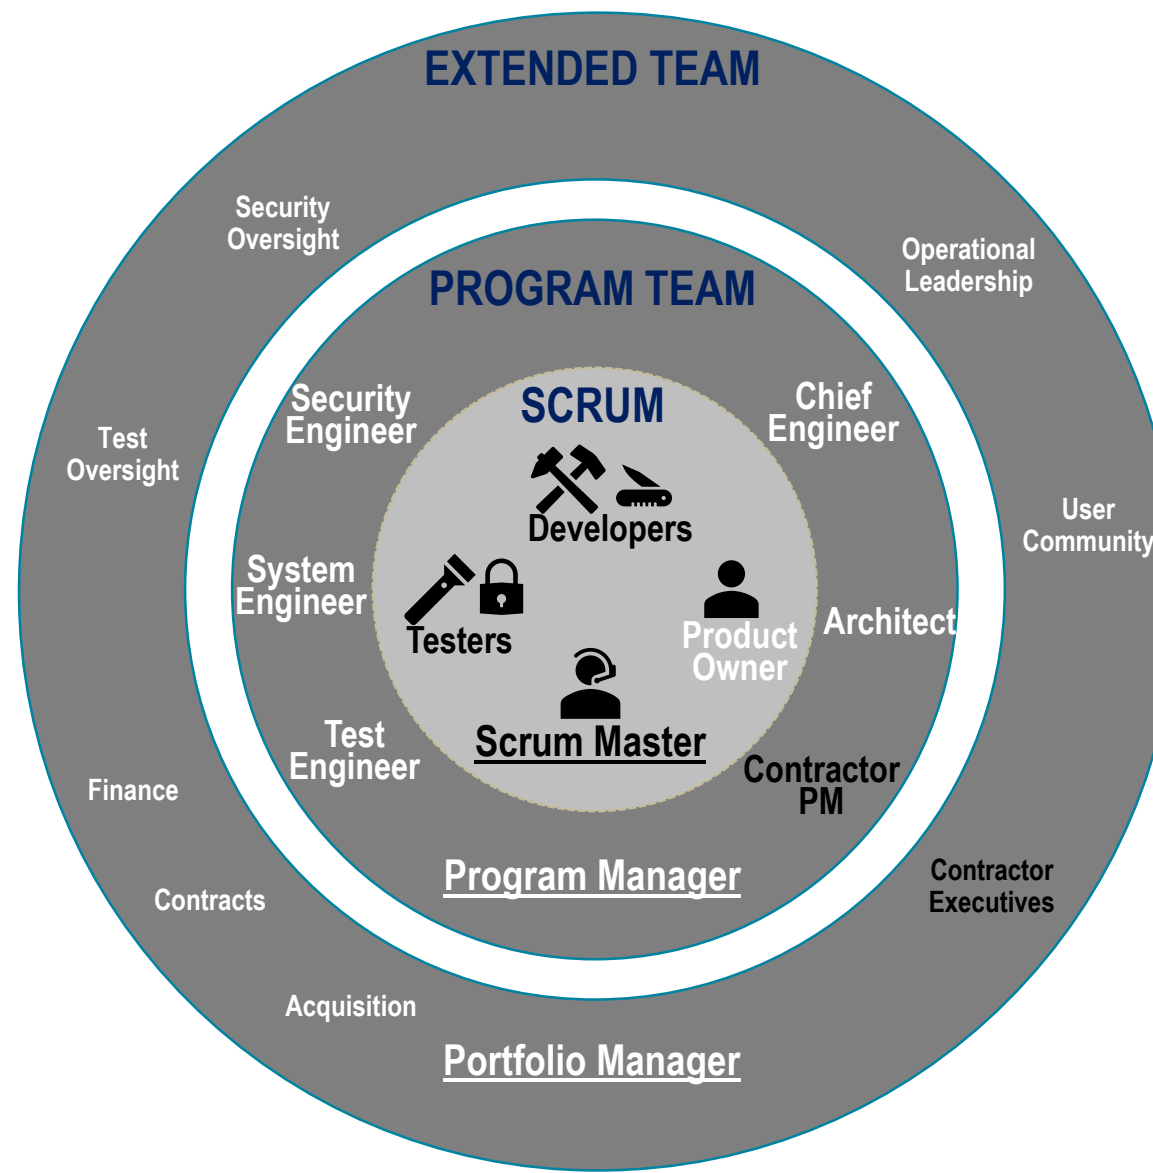 EXTENDED TEAM
Security
Oversight
Operational
Leadership
PROGRAM TEAM
Security
Engineer
SCRUM
Chief
Engineer
Test
Oversight
Developers
User
Community
System
Engineer
Testers
Product
Owner
Architect
Test
Engineer
Scrum Master
Contractor
PM
Finance
Program Manager
Contractor
Executives
Contracts
Acquisition
Portfolio Manager